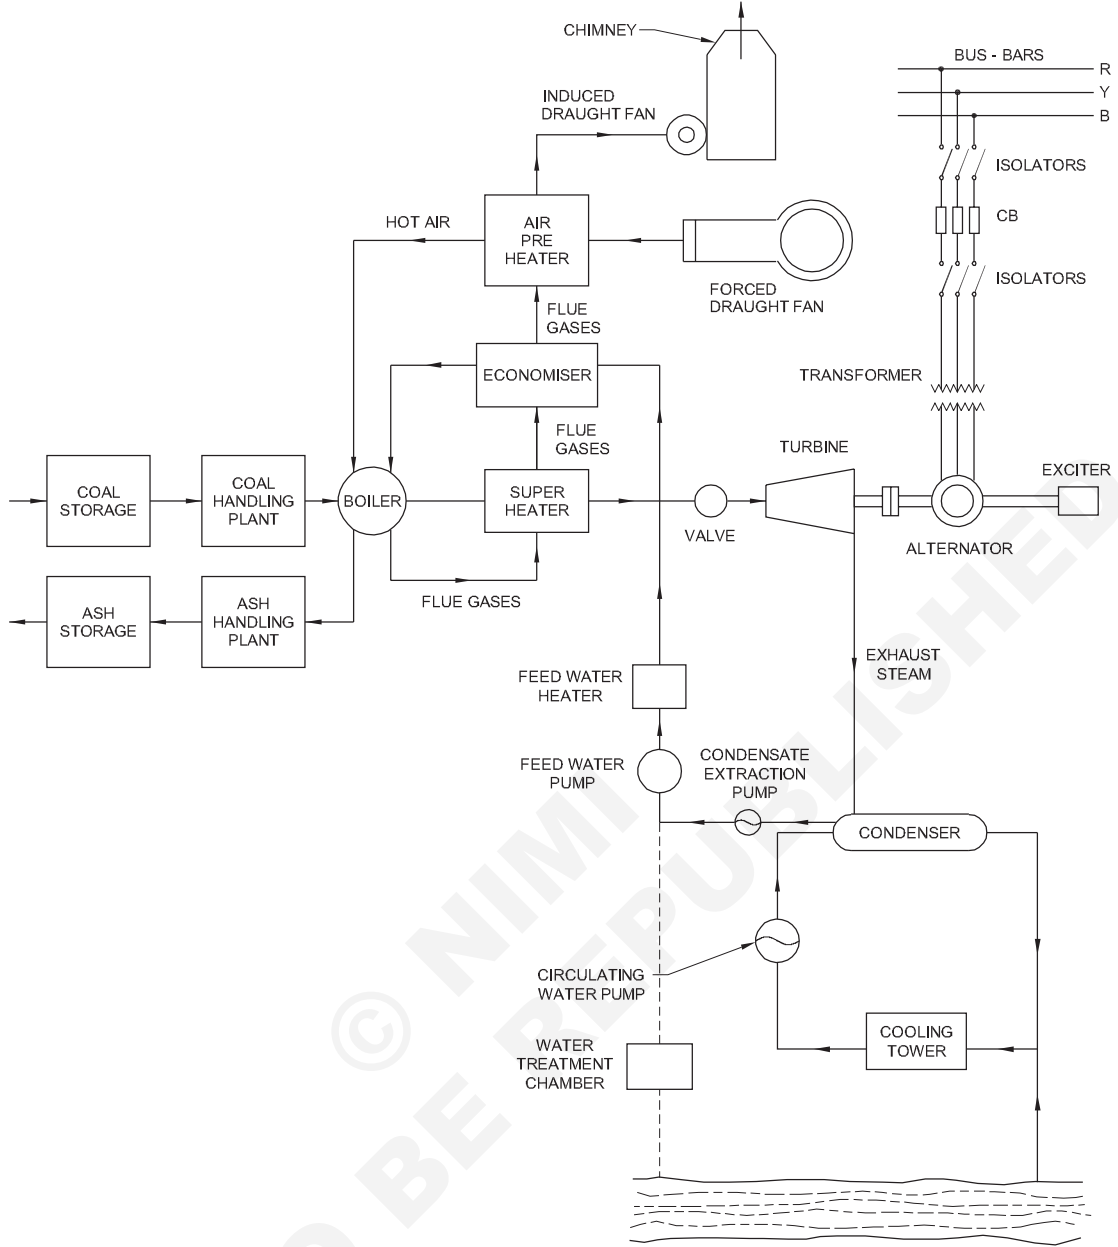 CHIMNEY
BUS - BARS
R
Y
B
INDUCED
DRAUGHT FAN
ISOLATORS
CB
ISOLATORS
HOT AIR
AIR
PRE
HEATER
FORCED
DRAUGHT FAN
FLUE
GASES
ECONOMISER
TRANSFORMER
FLUE
GASES
TURBINE
EXCITER
COAL
STORAGE
COAL
HANDLING
PLANT
BOILER
SUPER
HEATER
VALVE
ALTERNATOR
FLUE GASES
ASH
STORAGE
ASH
HANDLING
PLANT
EXHAUST
STEAM
FEED WATER
HEATER
FEED WATER
PUMP
CONDENSATE
EXTRACTION
PUMP
CONDENSER
CIRCULATING
WATER PUMP
COOLING
TOWER
WATER
TREATMENT
CHAMBER
© NIMI
BE REPUBLISHED